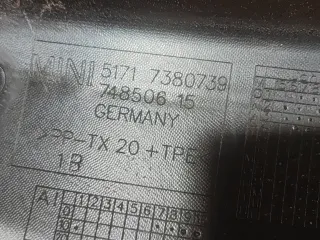 MINI 5171 7380739
748506 15
GERMANY
>PP-TX 20 + TPE<
1B
A1 1 2 3 4 5 6 7 8 9